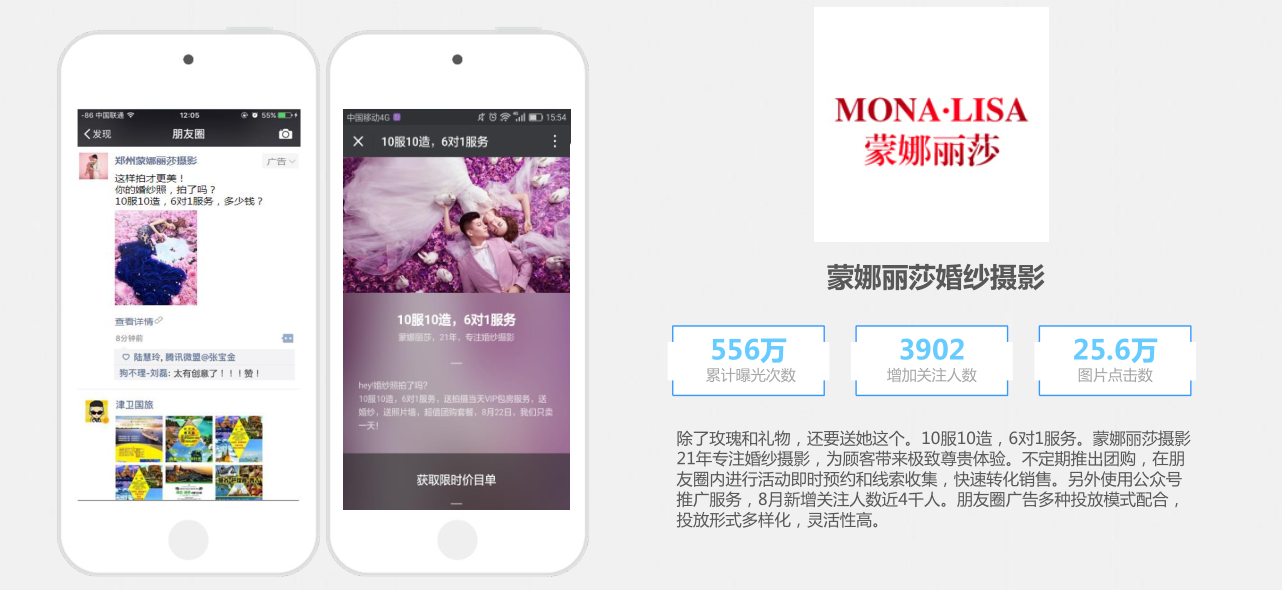 -86 中国联通 12:05 55%
发现 朋友圈
郑州蒙娜丽莎摄影 广告
这样拍才更美！
你的婚纱照，拍了吗？
10服10造，6对1服务，多少钱？
查看详情
8分钟前
陆慧玲, 腾讯微盟@张宝金
狗不理-刘磊: 太有创意了！！！赞！
津卫国旅
中国移动4G 4G 15:54
10服10造，6对1服务
10服10造，6对1服务
蒙娜丽莎，21年，专注婚纱摄影
hey!婚纱照拍了吗?
10服10造，6对1服务，送拍摄当天VIP包房服务，送
婚纱，送照片墙，超值团购套餐，8月22日，我们只卖
一天！
获取限时价目单
MONA·LISA
蒙娜丽莎
蒙娜丽莎婚纱摄影
556万 3902 25.6万
累计曝光次数 增加关注人数 图片点击数
除了玫瑰和礼物，还要送她这个。10服10造，6对1服务。蒙娜丽莎摄影
21年专注婚纱摄影，为顾客带来极致尊贵体验。不定期推出团购，在朋
友圈内进行活动即时预约和线索收集，快速转化销售。另外使用公众号
推广服务，8月新增关注人数近4千人。朋友圈广告多种投放模式配合，
投放形式多样化，灵活性高。